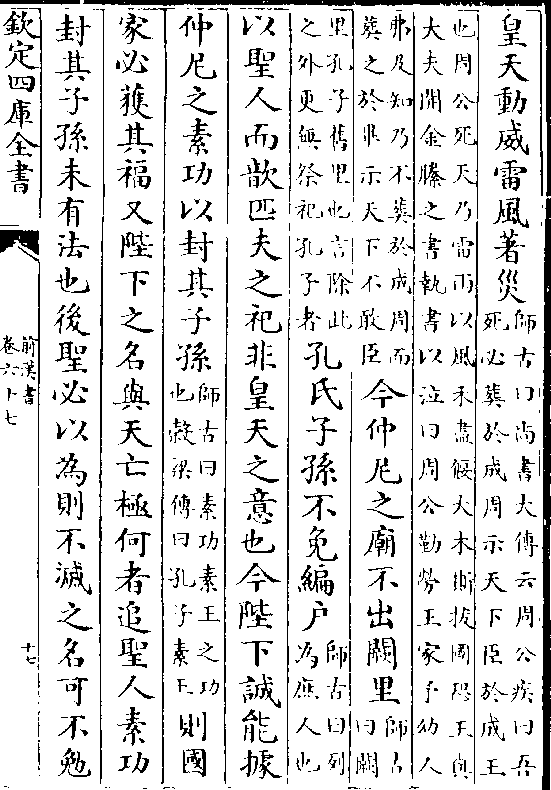 皇天動威雷風著災師古曰尚書大傳云周公疾曰吾死必葬於成周示天下臣於成王
也周公死天乃雷雨以風禾盡偃大木斯拔國恐王與大夫開金縢之書執書以泣曰周公勤勞王家予幼人
弗及知乃不葬於成周而葬之於畢示天下不敢臣今仲尼之廟不出闕里師古曰闕
里孔子舊里也言除此之外更無祭祀孔子者孔氏子孫不免編户師古曰列為庶人也
以聖人而歆匹夫之祀非皇天之意也今陛下誠能據
仲尼之素功以封其子孫師古曰素功素王之功也穀梁傳曰孔子素王則國
家必獲其福又陛下之名與天亡極何者追聖人素功
封其子孫未有法也後聖必以為則不滅之名可不勉
欽定四庫全書
前漢書
卷六十七
十七